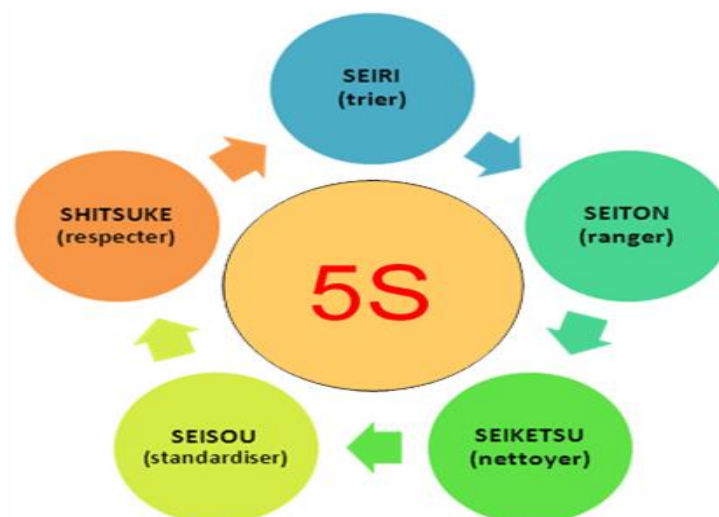 SEIRI
(trier)
SEITON
(ranger)
SEIKETSU
(nettoyer)
SEISOU
(standardiser)
SHITSUKE
(respecter)
5S